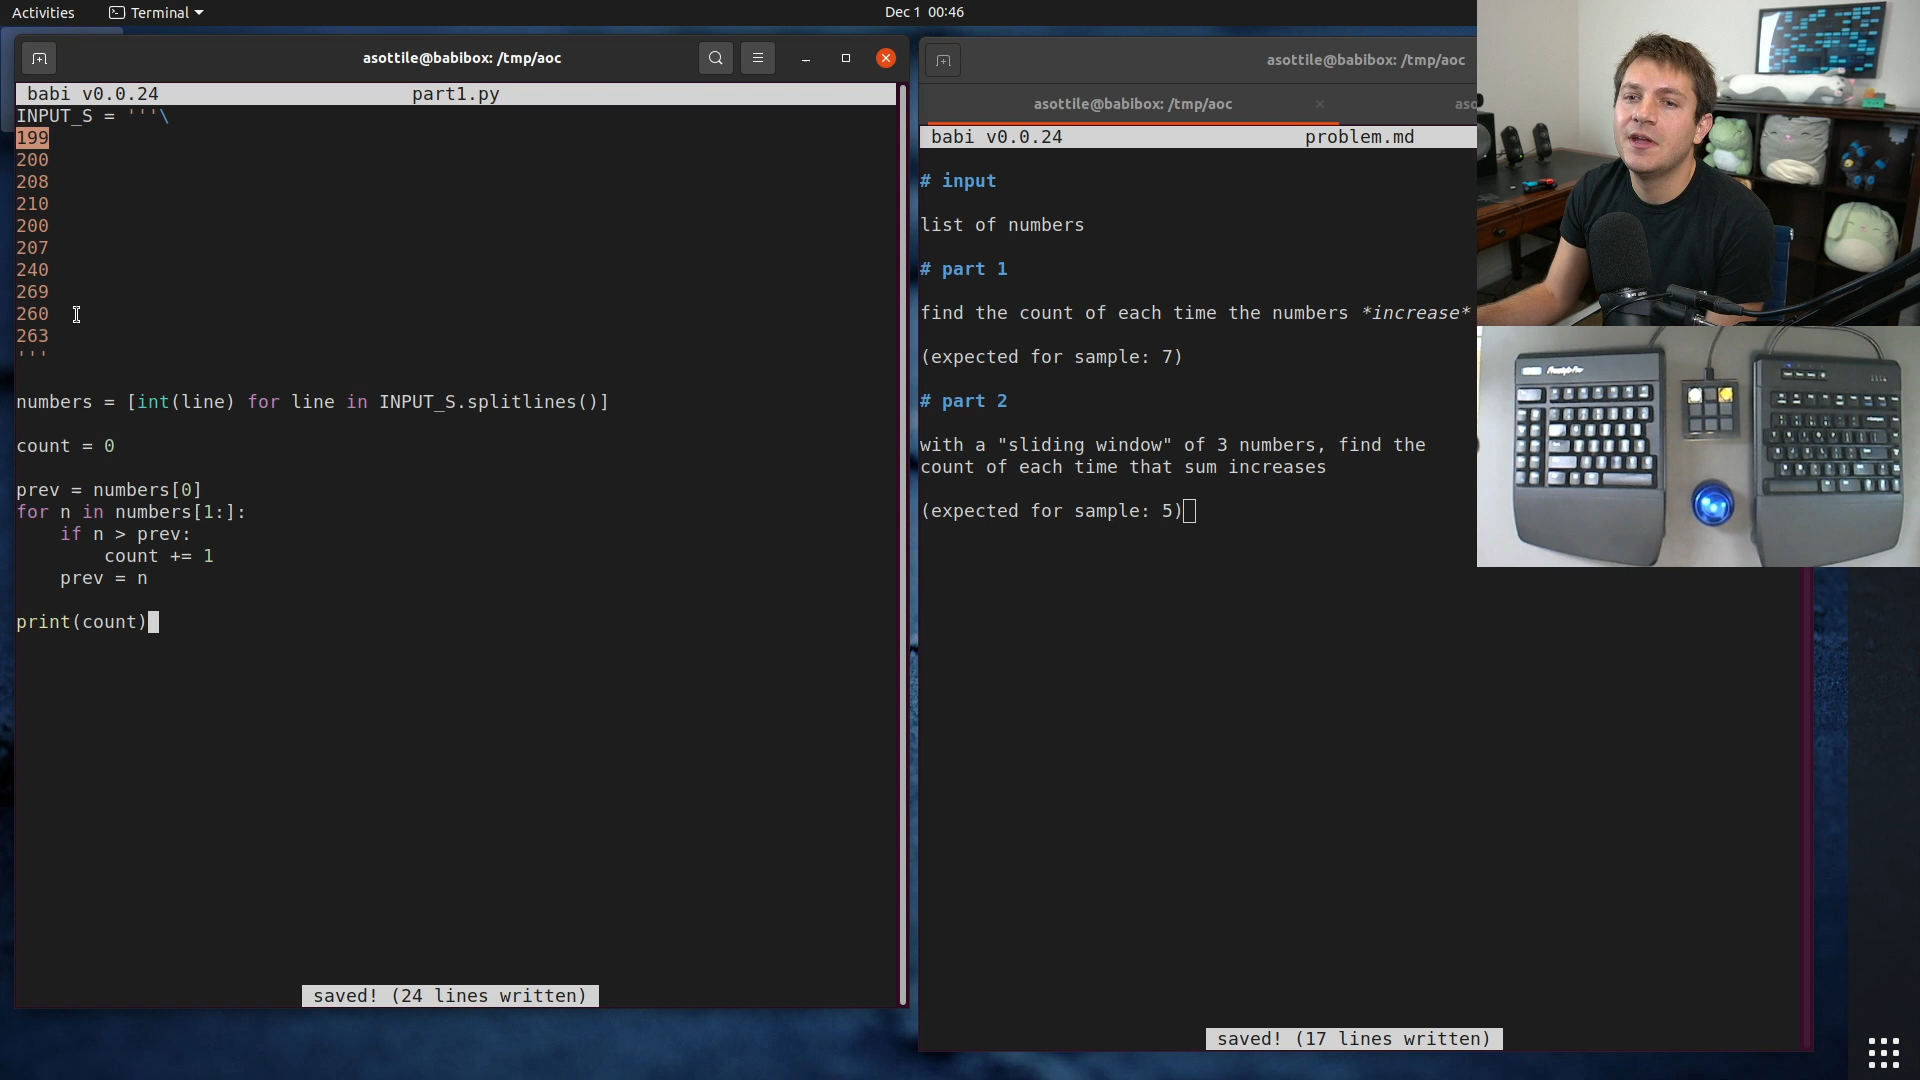 Activities
Terminal
Dec 1 00:46
asottile@babibox: /tmp/aoc
babi v0.0.24
part1.py
INPUT_S = '''\
199
200
208
210
200
207
240
269
260
263
'''
numbers = [int(line) for line in INPUT_S.splitlines()]
count = 0
prev = numbers[0]
for n in numbers[1:]:
    if n > prev:
        count += 1
    prev = n
print(count)
saved! (24 lines written)
asottile@babibox: /tmp/aoc
asottile@babibox: /tmp/aoc
aso
babi v0.0.24
problem.md
# input
list of numbers
# part 1
find the count of each time the numbers *increase*
(expected for sample: 7)
# part 2
with a "sliding window" of 3 numbers, find the
count of each time that sum increases
(expected for sample: 5)
saved! (17 lines written)